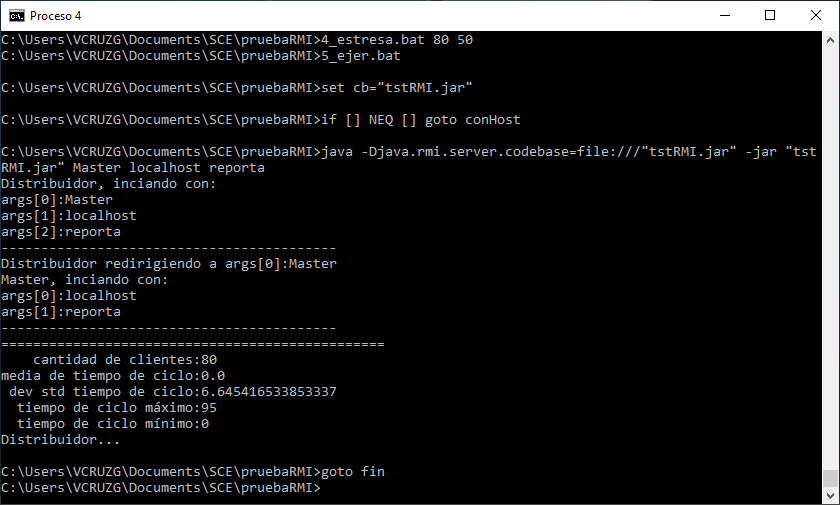 Proceso 4
C:\Users\VCRUZG\Documents\SCE\pruebaRMI>4_estresa.bat 80 50
C:\Users\VCRUZG\Documents\SCE\pruebaRMI>5_ejer.bat
C:\Users\VCRUZG\Documents\SCE\pruebaRMI>set cb="tstRMI.jar"
C:\Users\VCRUZG\Documents\SCE\pruebaRMI>if [] NEQ [] goto conHost
C:\Users\VCRUZG\Documents\SCE\pruebaRMI>java -Djava.rmi.server.codebase=file:///"tstRMI.jar" -jar "tst
RMI.jar" Master localhost reporta
Distribuidor, inciando con:
args[0]:Master
args[1]:localhost
args[2]:reporta
------------------------------------------
Distribuidor redirigiendo a args[0]:Master
Master, inciando con:
args[0]:localhost
args[1]:reporta
------------------------------------------
================================================
    cantidad de clientes:80
media de tiempo de ciclo:0.0
 dev std tiempo de ciclo:6.645416533853337
  tiempo de ciclo máximo:95
  tiempo de ciclo mínimo:0
Distribuidor...
C:\Users\VCRUZG\Documents\SCE\pruebaRMI>goto fin
C:\Users\VCRUZG\Documents\SCE\pruebaRMI>